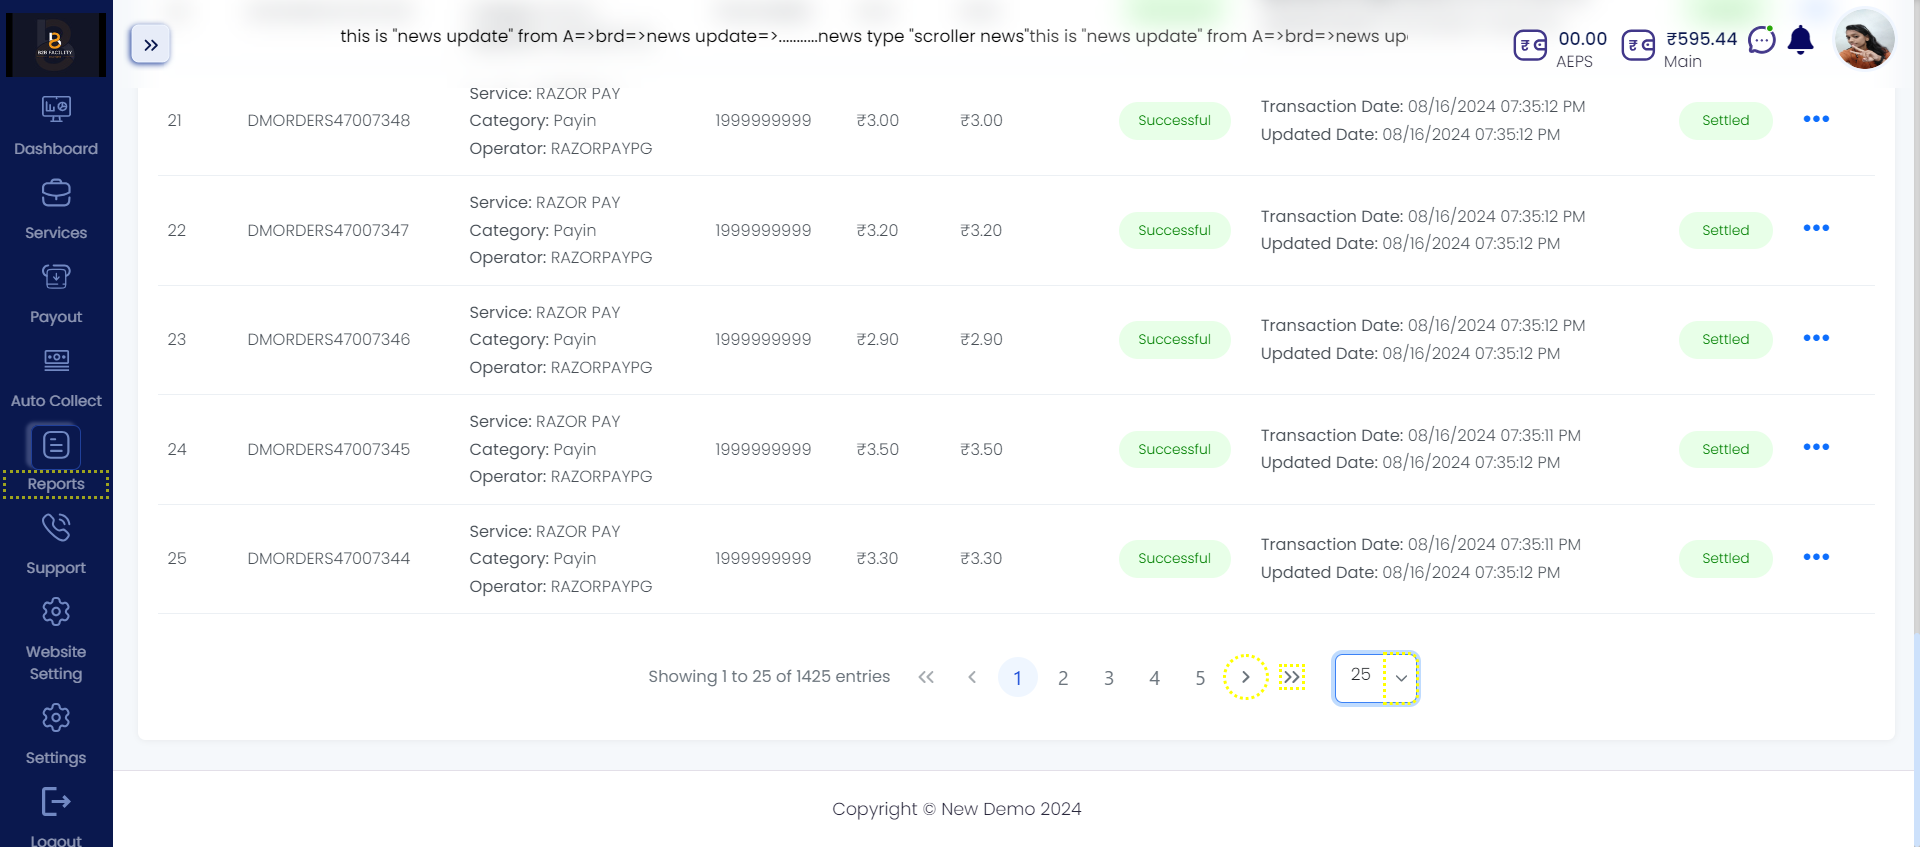 B2B FACILITY
this is "news update" from A=>brd=>news update=>...........news type "scroller news"this is "news update" from A=>brd=>news up
00.00
AEPS
₹595.44
Main
Dashboard
Services
Payout
Auto Collect
Reports
Support
Website
Setting
Settings
Logout
21 DMORDERS47007348 Service: RAZOR PAY
Category: Payin
Operator: RAZORPAYPG 1999999999 ₹3.00 ₹3.00 Successful Transaction Date: 08/16/2024 07:35:12 PM
Updated Date: 08/16/2024 07:35:12 PM Settled
22 DMORDERS47007347 Service: RAZOR PAY
Category: Payin
Operator: RAZORPAYPG 1999999999 ₹3.20 ₹3.20 Successful Transaction Date: 08/16/2024 07:35:12 PM
Updated Date: 08/16/2024 07:35:12 PM Settled
23 DMORDERS47007346 Service: RAZOR PAY
Category: Payin
Operator: RAZORPAYPG 1999999999 ₹2.90 ₹2.90 Successful Transaction Date: 08/16/2024 07:35:12 PM
Updated Date: 08/16/2024 07:35:12 PM Settled
24 DMORDERS47007345 Service: RAZOR PAY
Category: Payin
Operator: RAZORPAYPG 1999999999 ₹3.50 ₹3.50 Successful Transaction Date: 08/16/2024 07:35:11 PM
Updated Date: 08/16/2024 07:35:12 PM Settled
25 DMORDERS47007344 Service: RAZOR PAY
Category: Payin
Operator: RAZORPAYPG 1999999999 ₹3.30 ₹3.30 Successful Transaction Date: 08/16/2024 07:35:11 PM
Updated Date: 08/16/2024 07:35:12 PM Settled
Showing 1 to 25 of 1425 entries 1 2 3 4 5 25
Copyright © New Demo 2024